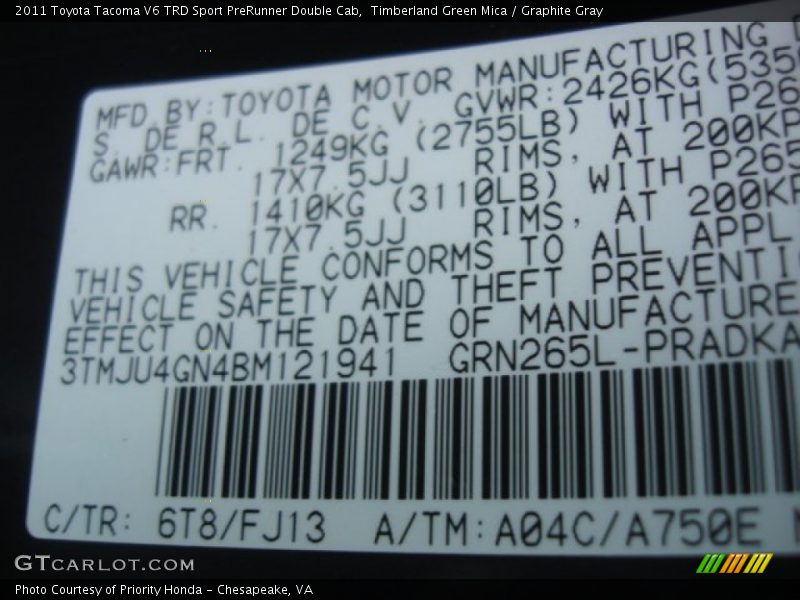 2011 Toyota Tacoma V6 TRD Sport PreRunner Double Cab,  Timberland Green Mica / Graphite Gray
MFD BY:TOYOTA MOTOR MANUFACTURING
S. DE R.L. DE C.V. GVWR:2426KG(535
GAWR:FRT. 1249KG (2755LB) WITH P26
17X7.5JJ RIMS, AT 200KP
RR. 1410KG (3110LB) WITH P265
17X7.5JJ RIMS, AT 200KP
THIS VEHICLE CONFORMS TO ALL APPL
VEHICLE SAFETY AND THEFT PREVENTI
EFFECT ON THE DATE OF MANUFACTURE
3TMJU4GN4BM121941 GRN265L-PRADKA
C/TR: 6T8/FJ13 A/TM:A04C/A750E
GTCARLOT.COM
Photo Courtesy of Priority Honda - Chesapeake, VA